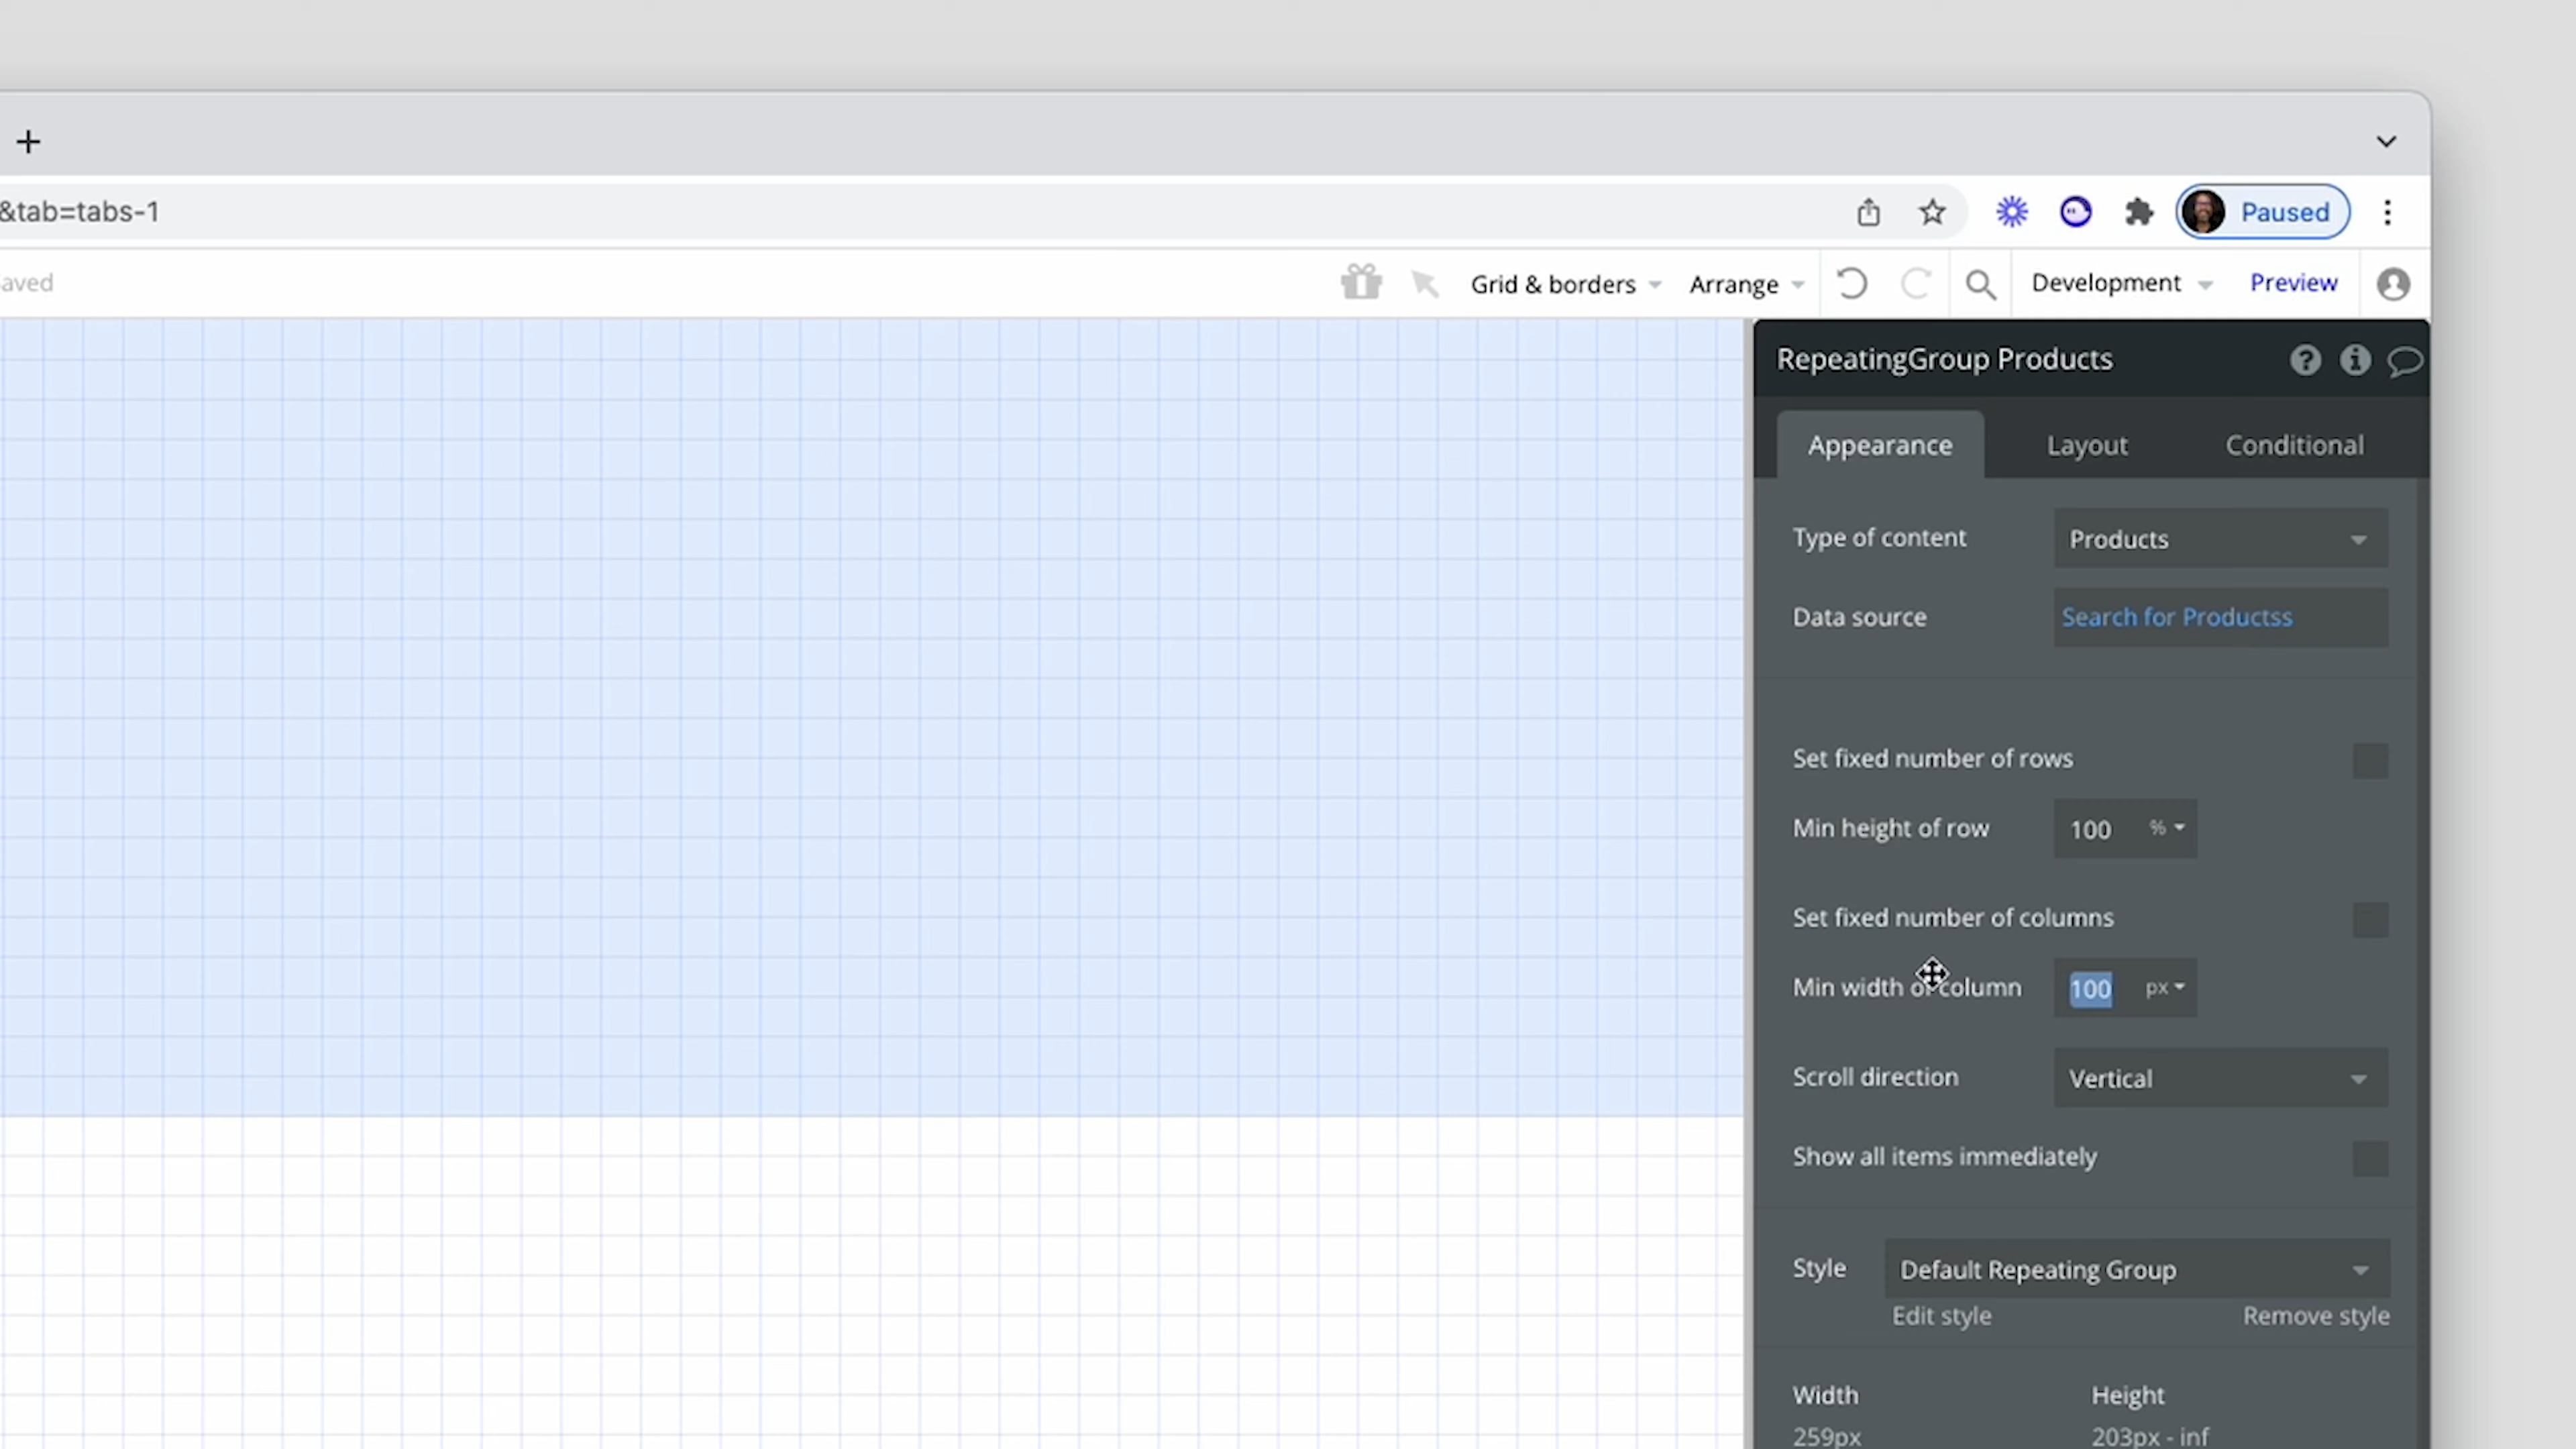 &tab=tabs-1
Paused
aved
Grid & borders
Arrange
Development
Preview
RepeatingGroup Products
Appearance
Layout
Conditional
Type of content
Products
Data source
Search for Productss
Set fixed number of rows
Min height of row
100
%
Set fixed number of columns
Min width of column
100
px
Scroll direction
Vertical
Show all items immediately
Style
Default Repeating Group
Edit style
Remove style
Width
Height
259px
203px - inf